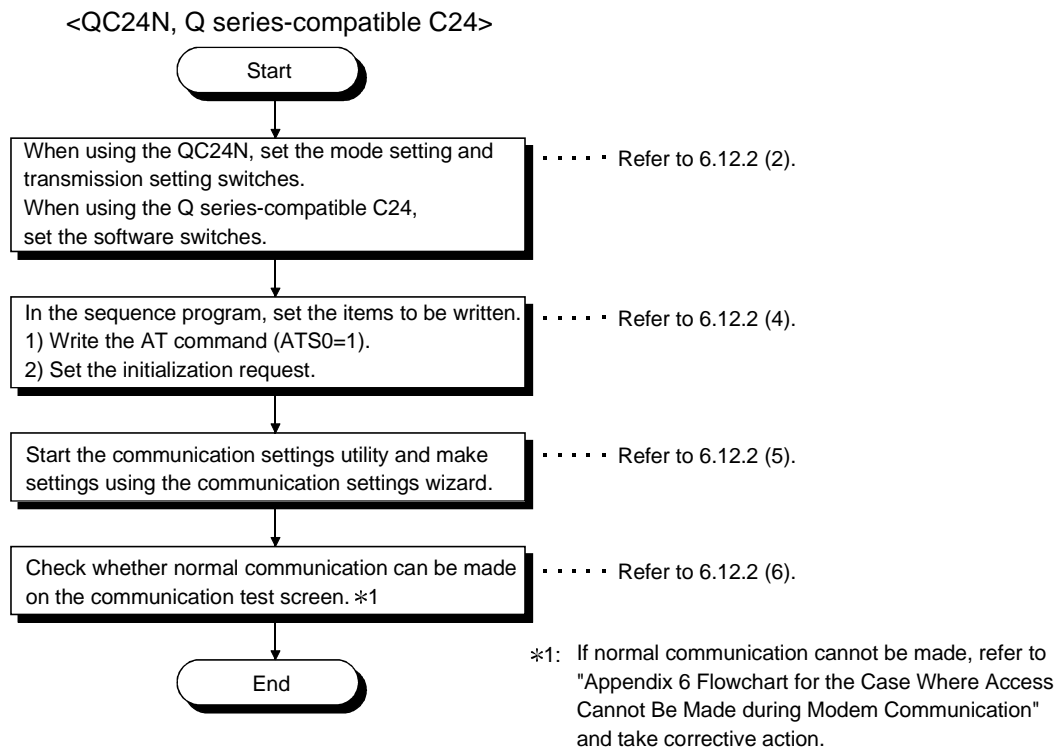 <QC24N, Q series-compatible C24>
Start
When using the QC24N, set the mode setting and
transmission setting switches.
When using the Q series-compatible C24,
set the software switches.
Refer to 6.12.2 (2).
In the sequence program, set the items to be written.
1) Write the AT command (ATS0=1).
2) Set the initialization request.
Refer to 6.12.2 (4).
Start the communication settings utility and make
settings using the communication settings wizard.
Refer to 6.12.2 (5).
Check whether normal communication can be made
on the communication test screen. *1
Refer to 6.12.2 (6).
End
*1: If normal communication cannot be made, refer to
"Appendix 6 Flowchart for the Case Where Access
Cannot Be Made during Modem Communication"
and take corrective action.